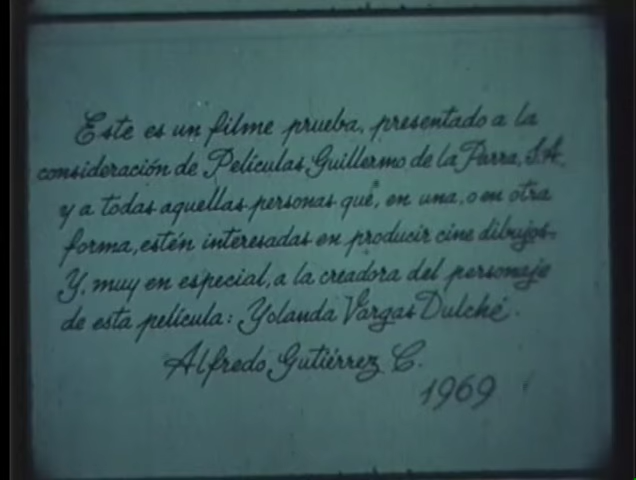 Este es un filme prueba, presentado a la
consideración de Películas Guillermo de la Parra, S.A.
y a todas aquellas personas que, en una, o en otra
forma, estén interesadas en producir cine dibujos.
Y, muy en especial, a la creadora del personaje
de esta película: Yolanda Vargas Dulché.
Alfredo Gutiérrez C.
1969